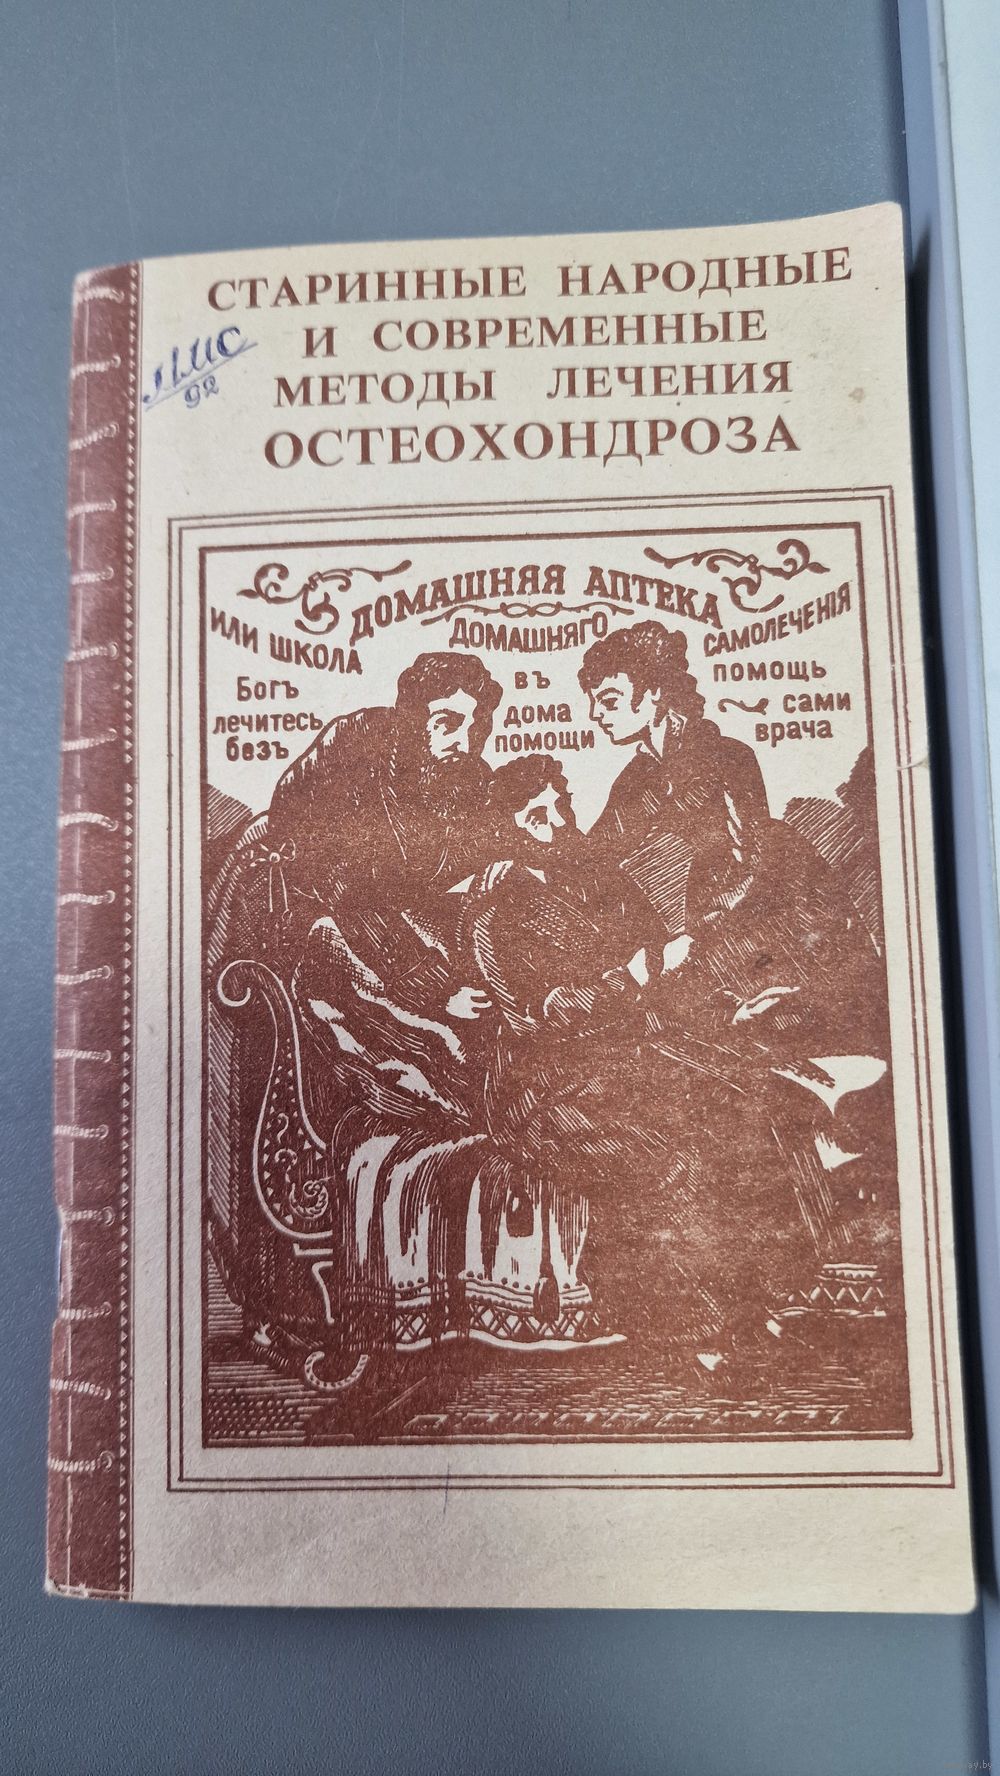 СТАРИННЫЕ НАРОДНЫЕ
И СОВРЕМЕННЫЕ
МЕТОДЫ ЛЕЧЕНИЯ
ОСТЕОХОНДРОЗА
92
ДОМАШНЯЯ АПТЕКА
ИЛИ ШКОЛА ДОМАШНЯГО САМОЛЕЧЕНІЯ
Богъ въ помощь
лечитесь дома сами
безъ помощи врача